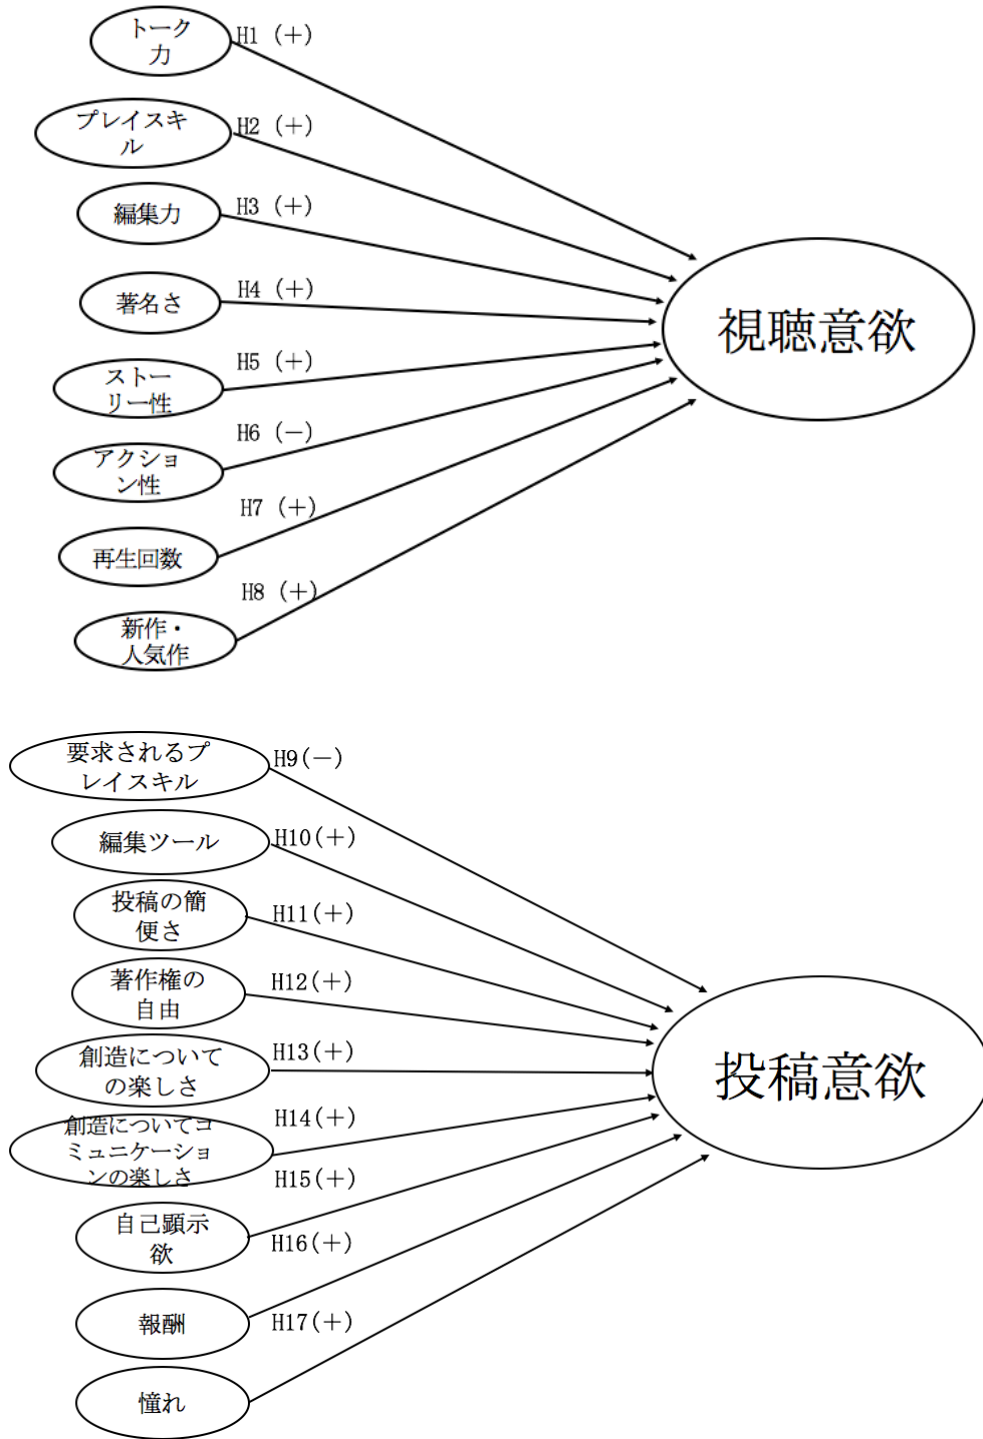 トーク
力
H1 (+)
プレイスキ
ル
H2 (+)
編集力
H3 (+)
著名さ
H4 (+)
ストー
リー性
H5 (+)
アクショ
ン性
H6 (−)
再生回数
H7 (+)
新作・
人気作
H8 (+)
視聴意欲
要求されるプ
レイスキル
H9(−)
編集ツール
H10(+)
投稿の簡
便さ
H11(+)
著作権の
自由
H12(+)
創造について
の楽しさ
H13(+)
創造についてコ
ミュニケーショ
ンの楽しさ
H14(+)
自己顕示
欲
H15(+)
報酬
H16(+)
憧れ
H17(+)
投稿意欲